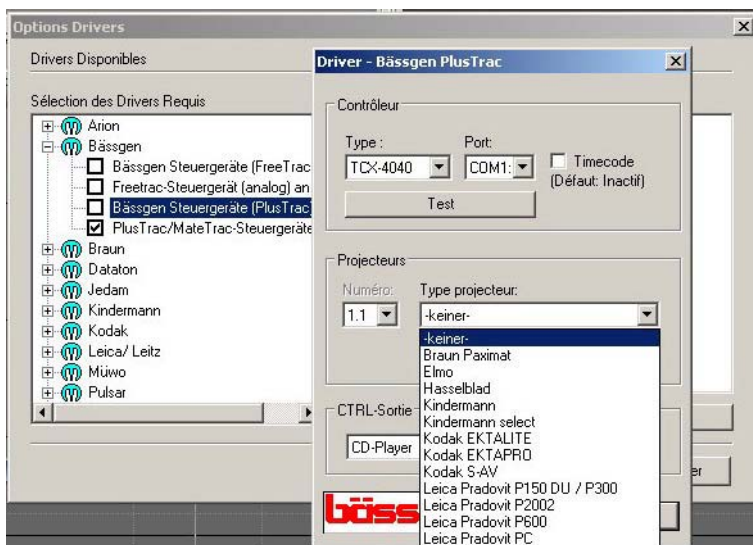 Options Drivers
Drivers Disponibles
Sélection des Drivers Requis
Arion
Bässgen
Bässgen Steuergeräte (FreeTrac
Freetrac-Steuergerät (analog) an
Bässgen Steuergeräte (PlusTrac)
PlusTrac/MateTrac-Steuergeräte
Braun
Dataton
Jedam
Kindermann
Kodak
Leica/ Leitz
Müwo
Pulsar
Driver - Bässgen PlusTrac
Contrôleur
Type : Port:
TCX-4040 COM1: Timecode
(Défaut: Inactif)
Test
Projecteurs
Numéro: Type projecteur:
1.1 -keiner-
-keiner-
Braun Paximat
Elmo
Hasselblad
Kindermann
Kindermann select
Kodak EKTALITE
Kodak EKTAPRO
Kodak S-AV
Leica Pradovit P150 DU / P300
Leica Pradovit P2002
Leica Pradovit P600
Leica Pradovit PC
CTRL-Sortie
CD-Player
bäss
er